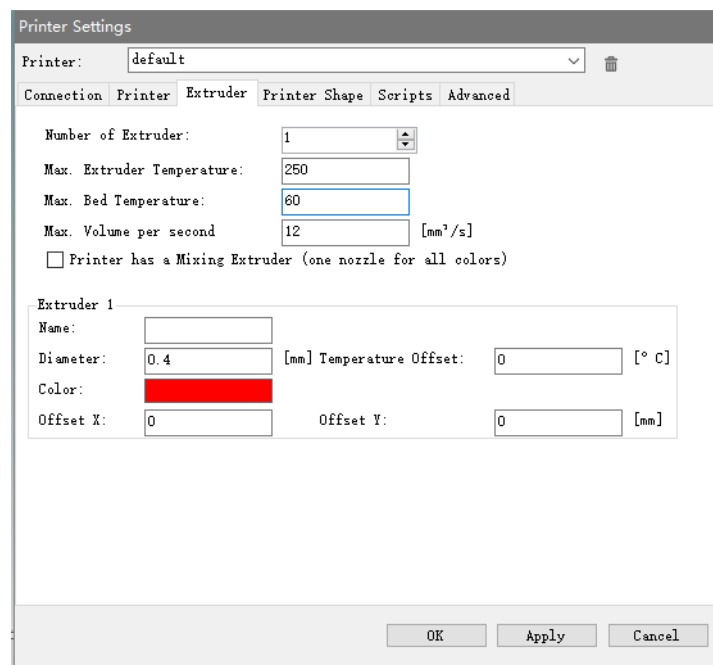 Printer Settings
Printer: default
Connection Printer Extruder Printer Shape Scripts Advanced
Number of Extruder: 1
Max. Extruder Temperature: 250
Max. Bed Temperature: 60
Max. Volume per second 12 [mm³/s]
Printer has a Mixing Extruder (one nozzle for all colors)
Extruder 1
Name:
Diameter: 0.4 [mm] Temperature Offset: 0 [° C]
Color:
Offset X: 0 Offset Y: 0 [mm]
OK Apply Cancel